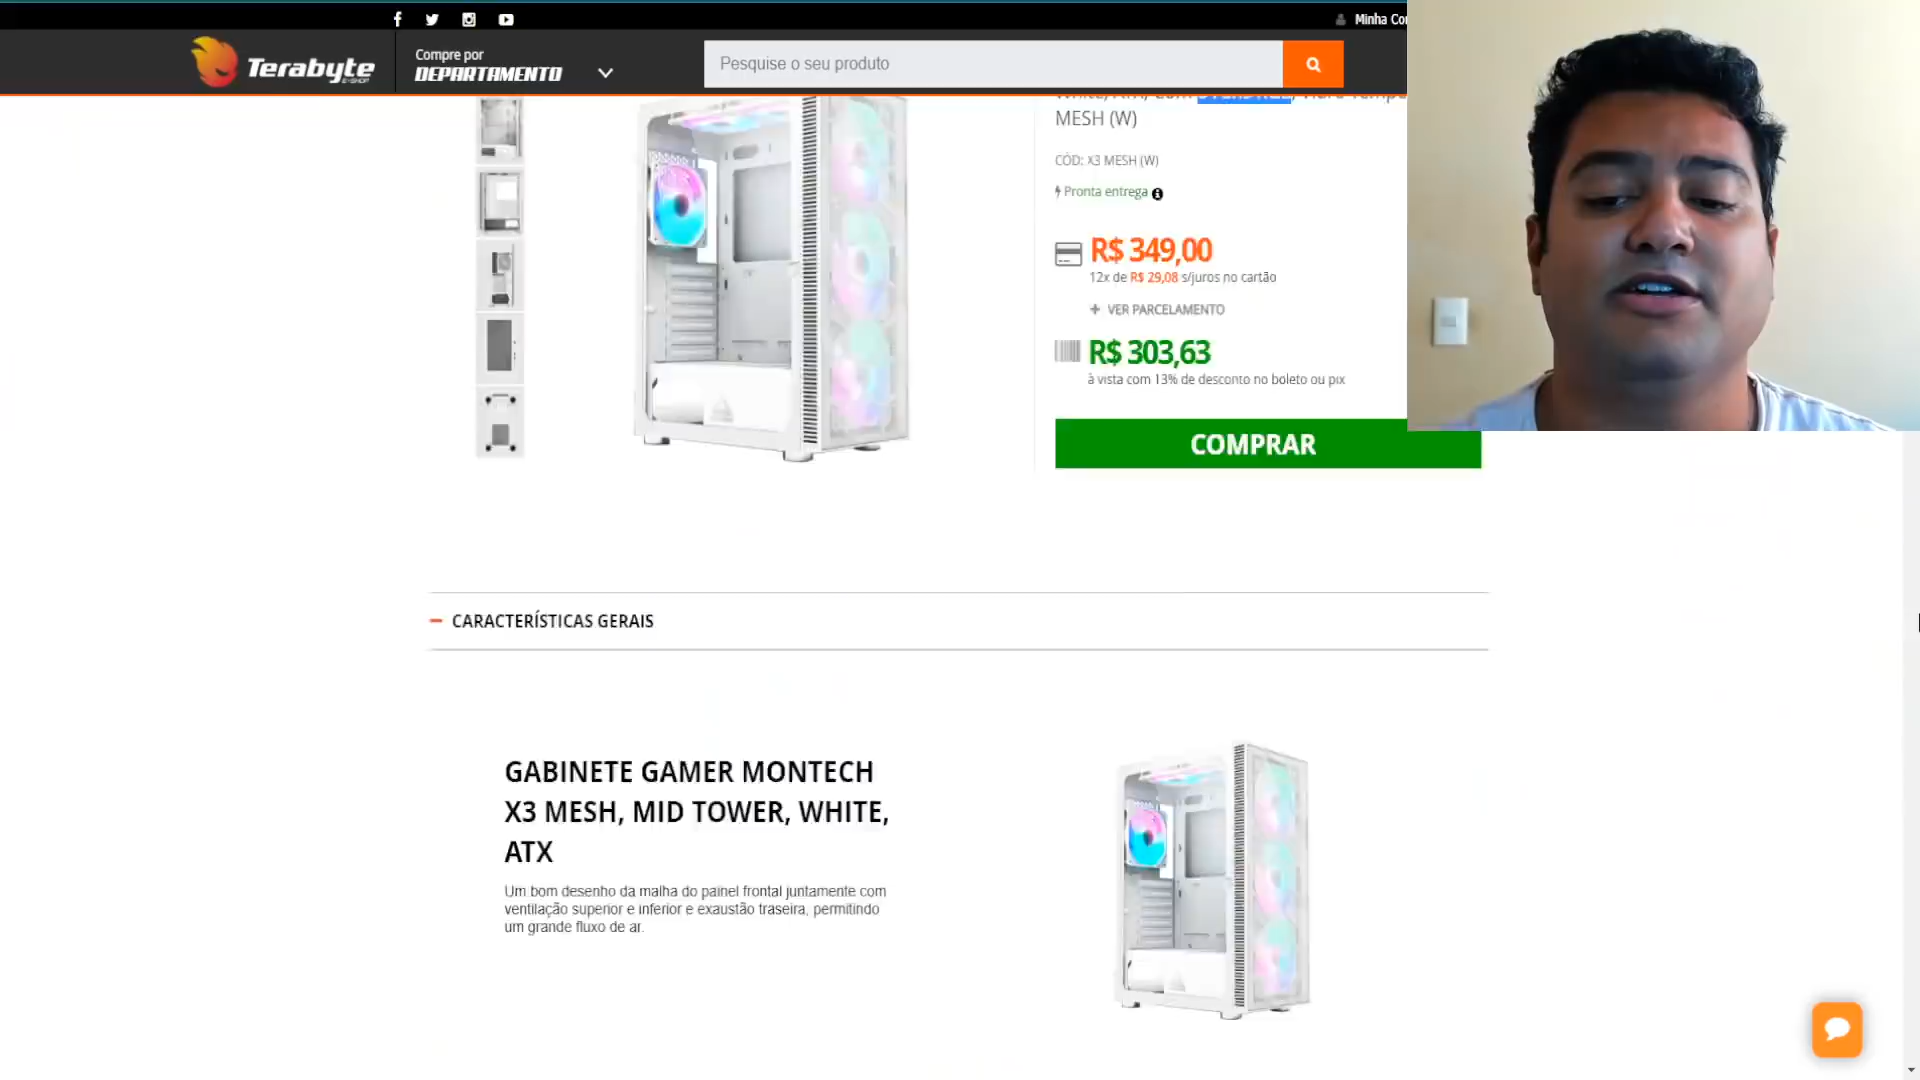 Minha Co
Terabyte
Compre por
DEPARTAMENTO
Pesquise o seu produto
MESH (W)
CÓD: X3 MESH (W)
Pronta entrega
R$ 349,00
12x de R$ 29,08 s/juros no cartão
+ VER PARCELAMENTO
R$ 303,63
à vista com 13% de desconto no boleto ou pix
COMPRAR
CARACTERÍSTICAS GERAIS
GABINETE GAMER MONTECH
X3 MESH, MID TOWER, WHITE,
ATX
Um bom desenho da malha do painel frontal juntamente com
ventilação superior e inferior e exaustão traseira, permitindo
um grande fluxo de ar.